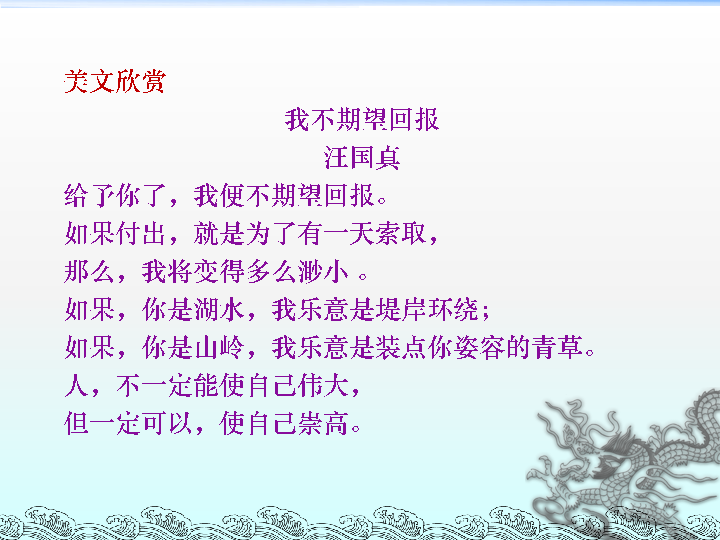 美文欣赏
我不期望回报
汪国真
给予你了，我便不期望回报。
如果付出，就是为了有一天索取，
那么，我将变得多么渺小 。
如果，你是湖水，我乐意是堤岸环绕；
如果，你是山岭，我乐意是装点你姿容的青草。
人，不一定能使自己伟大，
但一定可以，使自己崇高。